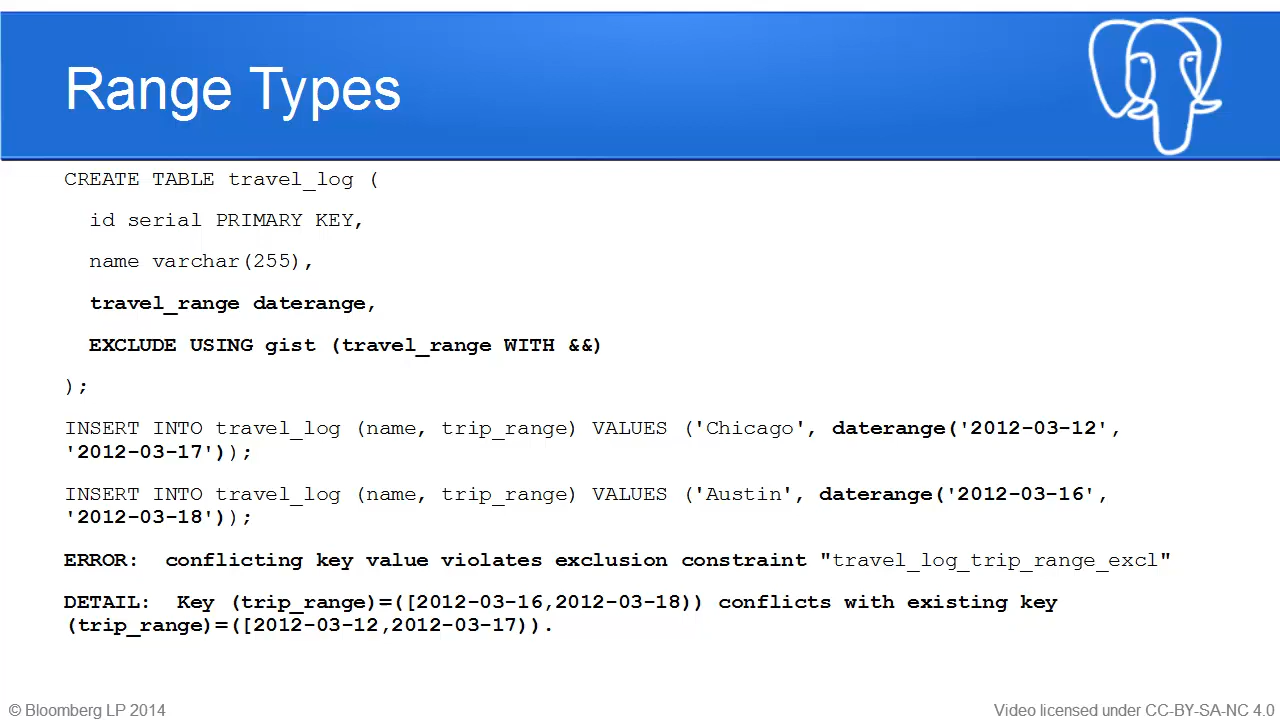 Range Types
CREATE TABLE travel_log (
id serial PRIMARY KEY,
name varchar(255),
travel_range daterange,
EXCLUDE USING gist (travel_range WITH &&)
);
INSERT INTO travel_log (name, trip_range) VALUES ('Chicago', daterange('2012-03-12',
'2012-03-17'));
INSERT INTO travel_log (name, trip_range) VALUES ('Austin', daterange('2012-03-16',
'2012-03-18'));
ERROR:  conflicting key value violates exclusion constraint "travel_log_trip_range_excl"
DETAIL:  Key (trip_range)=([2012-03-16,2012-03-18)) conflicts with existing key
(trip_range)=([2012-03-12,2012-03-17)).
© Bloomberg LP 2014
Video licensed under CC-BY-SA-NC 4.0